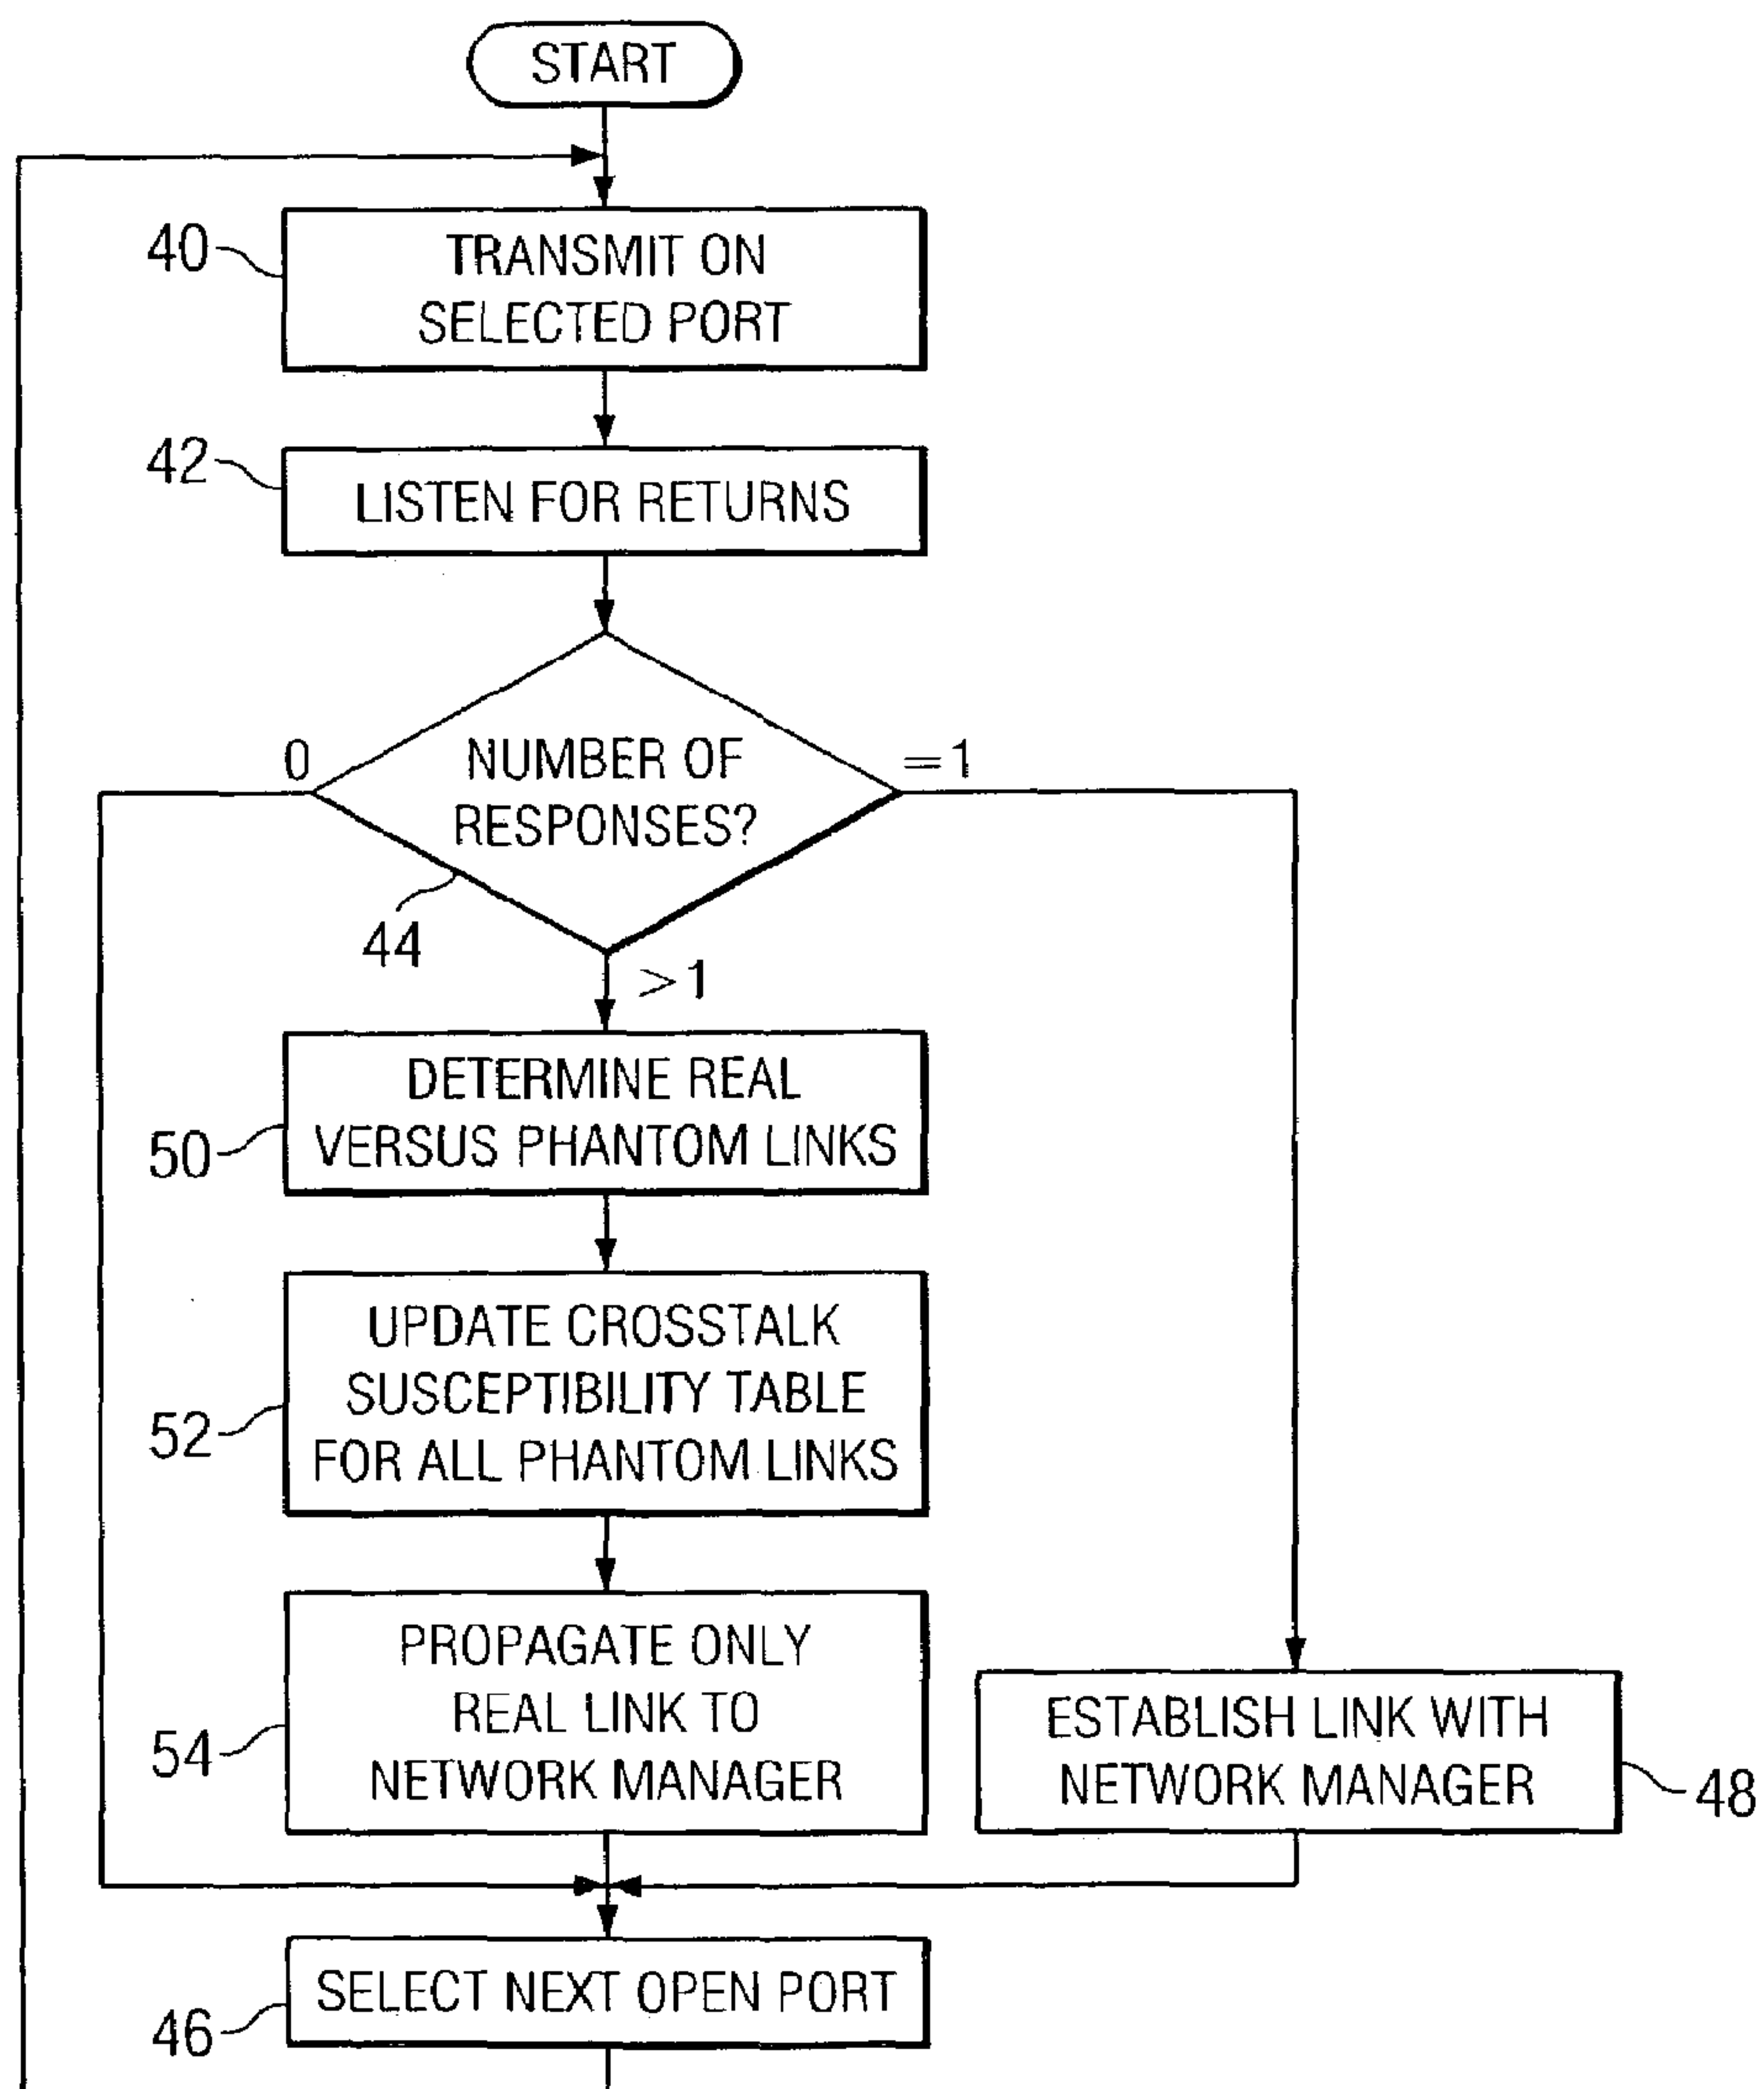 START
40
TRANSMIT ON
SELECTED PORT
42
LISTEN FOR RETURNS
0
NUMBER OF
RESPONSES?
=1
44
>1
DETERMINE REAL
VERSUS PHANTOM LINKS
50
UPDATE CROSSTALK
SUSCEPTIBILITY TABLE
FOR ALL PHANTOM LINKS
52
PROPAGATE ONLY
REAL LINK TO
NETWORK MANAGER
54
ESTABLISH LINK WITH
NETWORK MANAGER
48
SELECT NEXT OPEN PORT
46